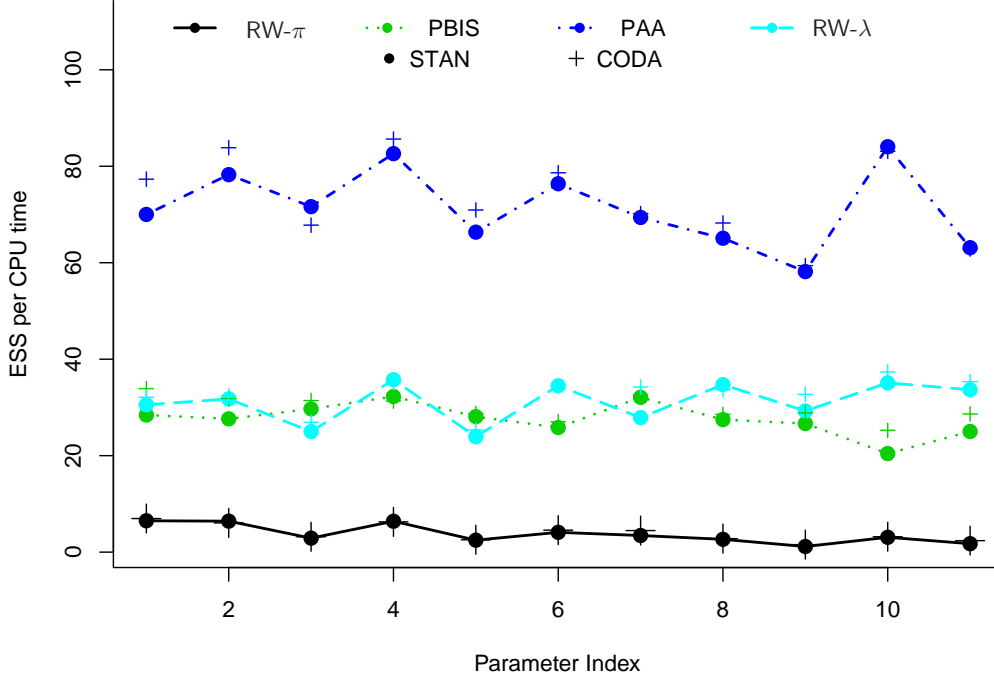 RW-π PBIS PAA RW-λ
STAN CODA
100
80
60
40
20
0
ESS per CPU time
2 4 6 8 10
Parameter Index